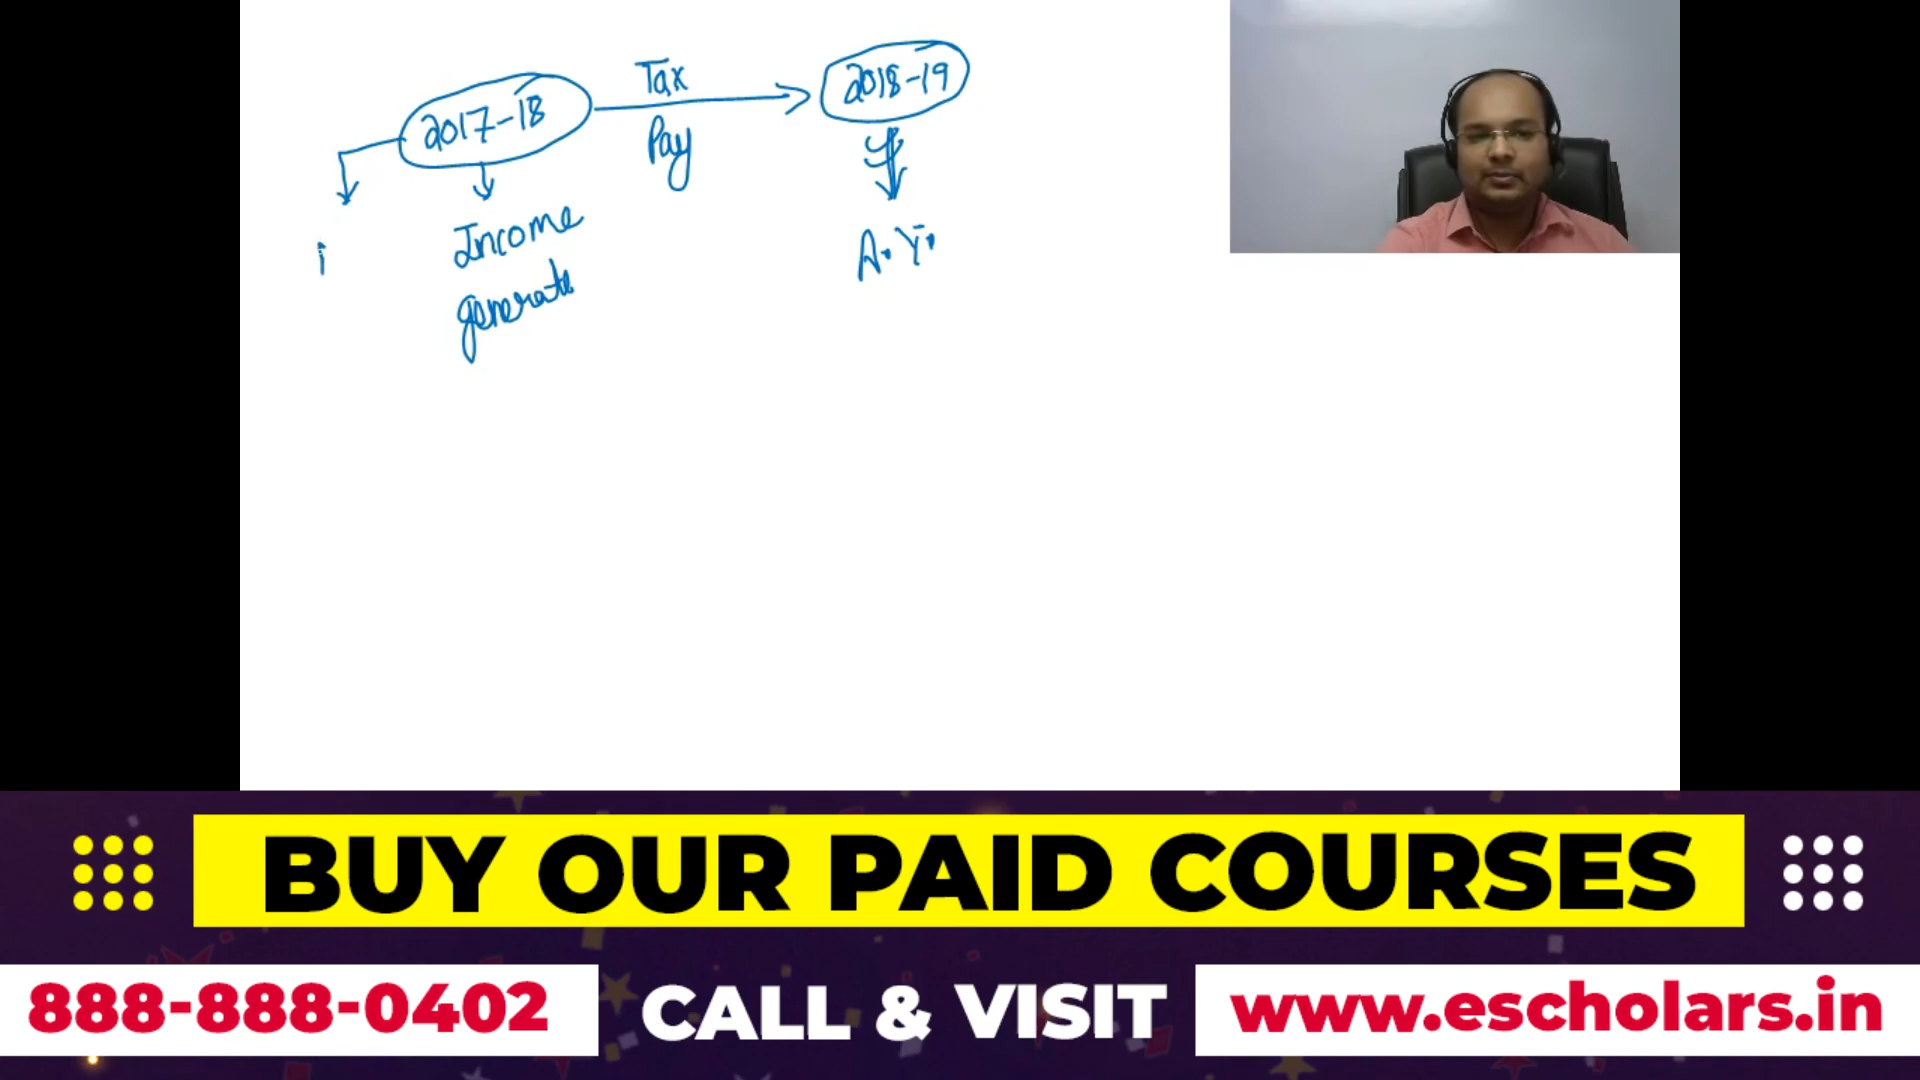 2017-18
Tax
Pay
2018-19
Income
generate
A.Y.
BUY OUR PAID COURSES
888-888-0402
CALL & VISIT
www.escholars.in